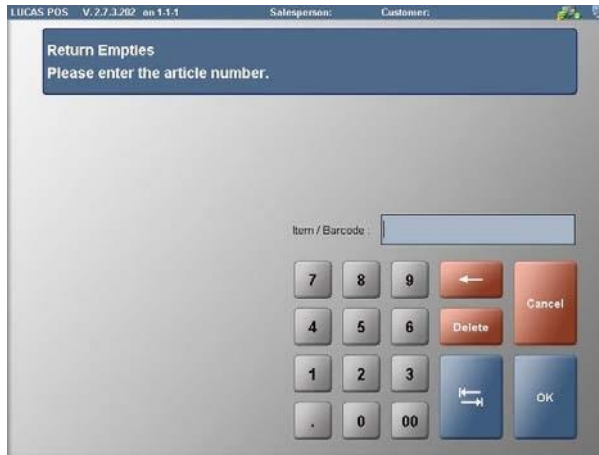 LUCAS POS V. 2.7.3.202 on 1-1-1 Salesperson: Customer:
Return Empties
Please enter the article number.
Item / Barcode :
7 8 9
Cancel
4 5 6 Delete
1 2 3
OK
. 0 00